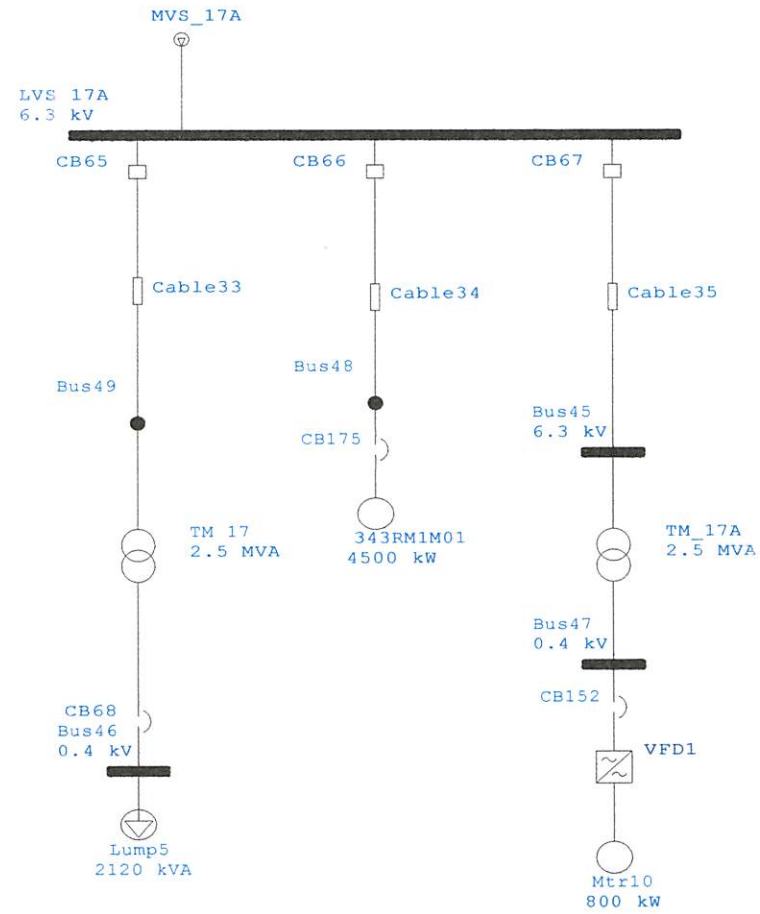 MVS_17A
LVS 17A
6.3 kV
CB65
CB66
CB67
Cable33
Cable34
Cable35
Bus49
Bus48
CB175
Bus45
6.3 kV
TM 17
2.5 MVA
343RM1M01
4500 kW
TM_17A
2.5 MVA
Bus47
0.4 kV
CB152
CB68
Bus46
0.4 kV
VFD1
Lump5
2120 kVA
Mtr10
800 kW